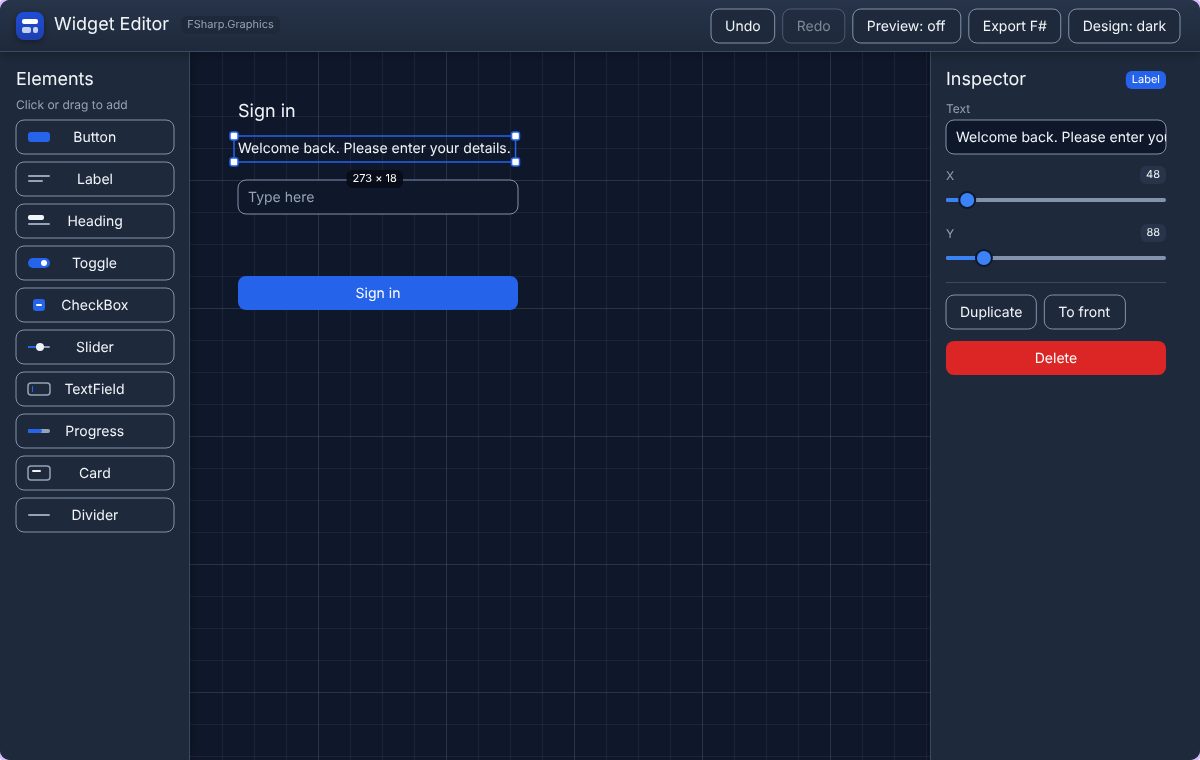 Widget Editor
FSharp.Graphics
Undo
Redo
Preview: off
Export F#
Design: dark
Elements
Click or drag to add
Button
Label
Heading
Toggle
CheckBox
Slider
TextField
Progress
Card
Divider
Sign in
Welcome back. Please enter your details.
273 × 18
Type here
Sign in
Inspector
Label
Text
Welcome back. Please enter you
X
48
Y
88
Duplicate
To front
Delete